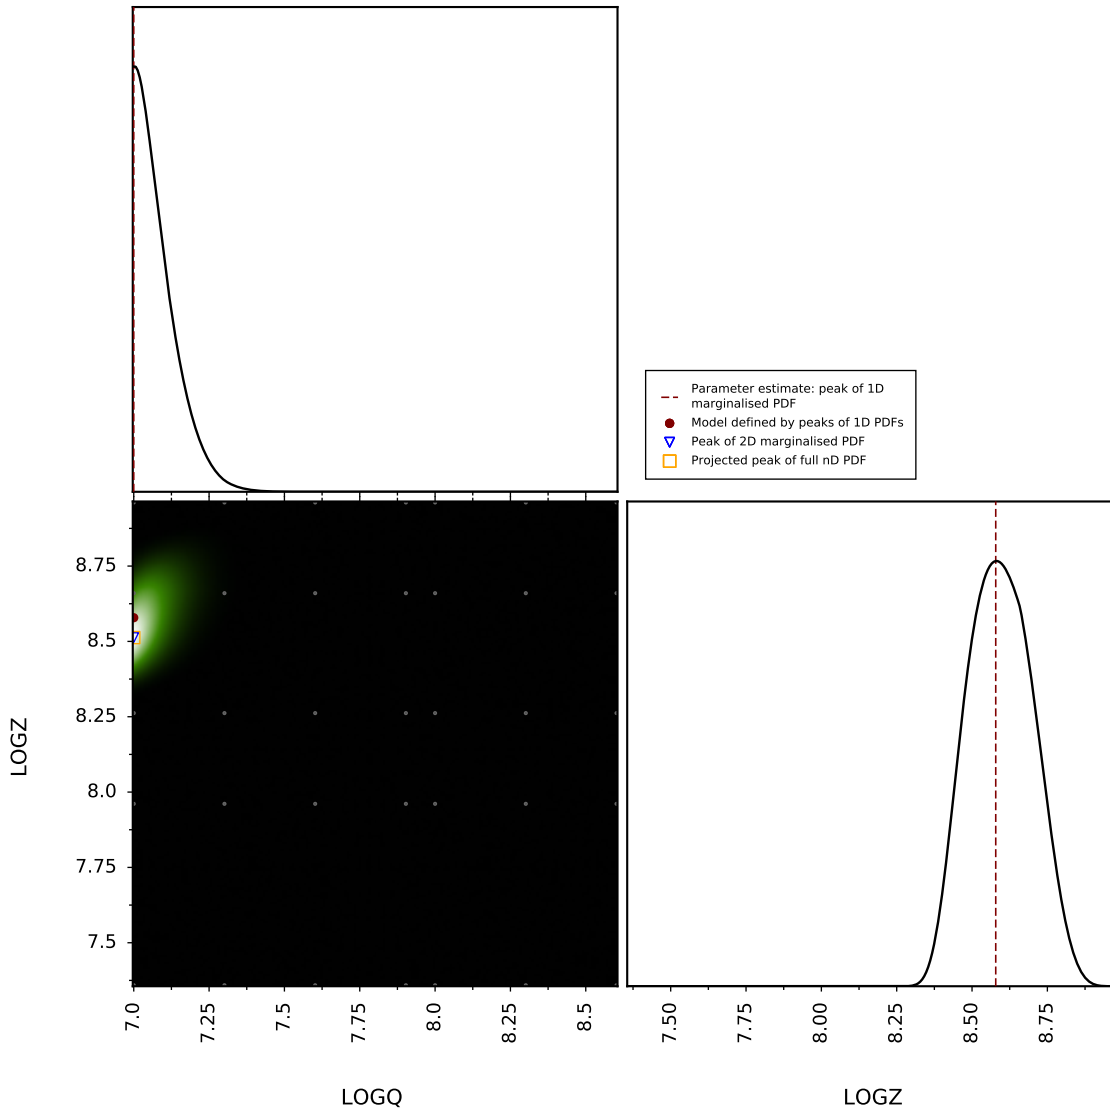 Parameter estimate: peak of 1D
marginalised PDF
Model defined by peaks of 1D PDFs
Peak of 2D marginalised PDF
Projected peak of full nD PDF
8.75
8.5
8.25
8.0
7.75
7.5
LOGZ
7.0
7.25
7.5
7.75
8.0
8.25
8.5
LOGQ
7.50
7.75
8.00
8.25
8.50
8.75
LOGZ